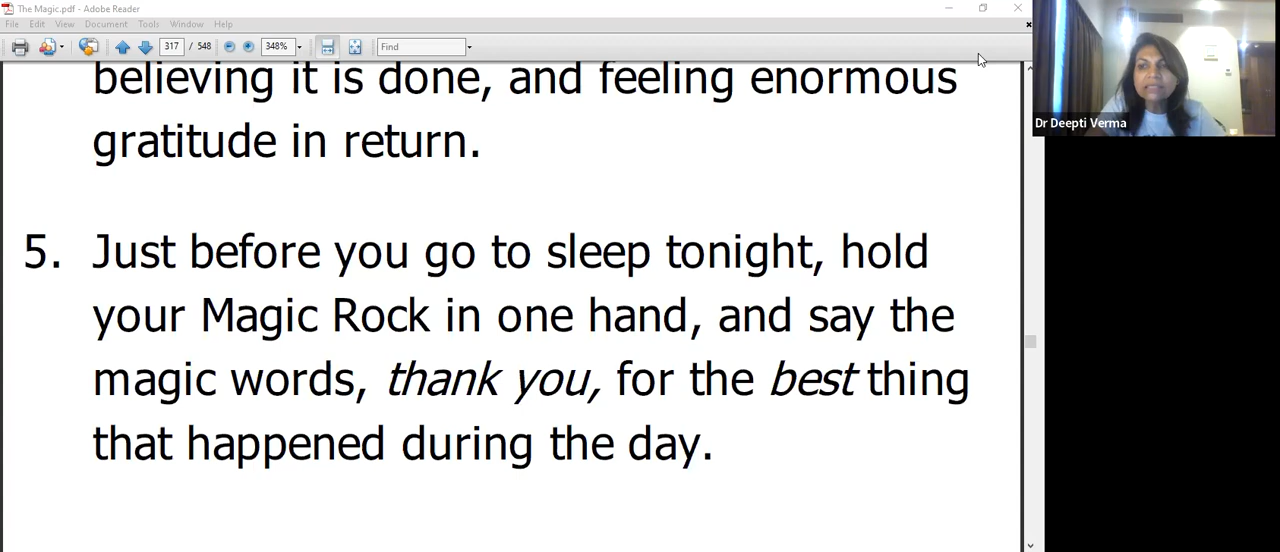 The Magic.pdf - Adobe Reader
File Edit View Document Tools Window Help
317 / 548 348% Find
Dr Deepti Verma
believing it is done, and feeling enormous
gratitude in return.
5. Just before you go to sleep tonight, hold
your Magic Rock in one hand, and say the
magic words, thank you, for the best thing
that happened during the day.